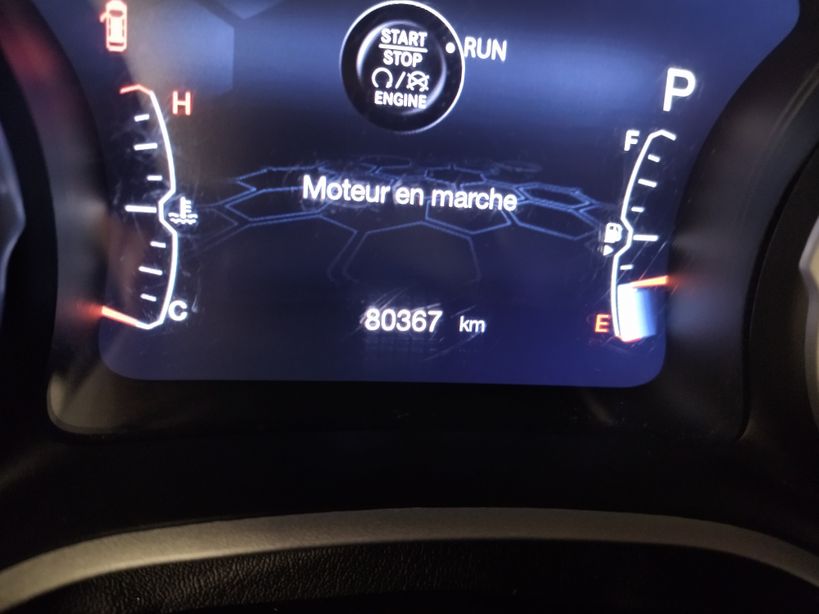 START
STOP
ENGINE
RUN
P
H
F
Moteur en marche
C
80367 km
E